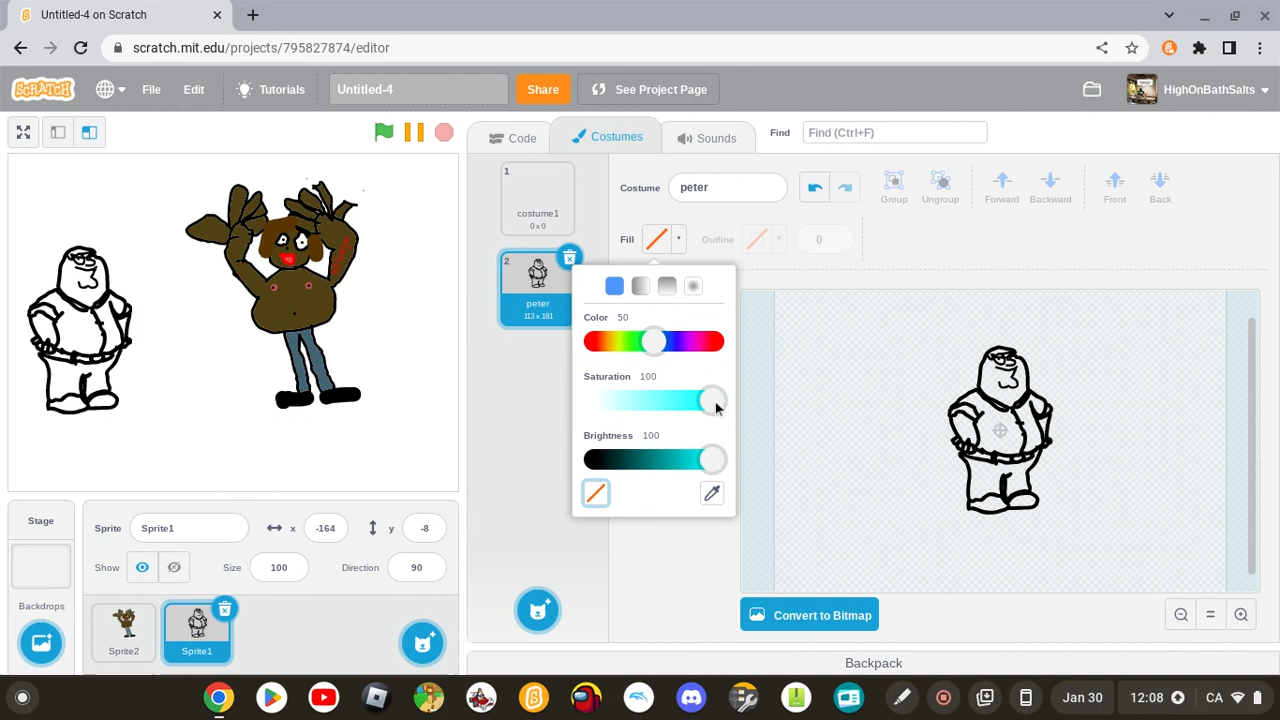 Untitled-4 on Scratch
scratch.mit.edu/projects/795827874/editor
SCRATCH
File
Edit
Tutorials
Untitled-4
Share
See Project Page
HighOnBathSalts
Code
Costumes
Sounds
Find
Find (Ctrl+F)
1
costume1
0 x 0
2
peter
113 x 181
Costume
peter
Group
Ungroup
Forward
Backward
Front
Back
Fill
Outline
0
Color 50
Saturation 100
Brightness 100
Convert to Bitmap
Sprite
Sprite1
x
-164
y
-8
Show
Size
100
Direction
90
Sprite2
Sprite1
Stage
Backdrops
Backpack
Jan 30
12:08
CA